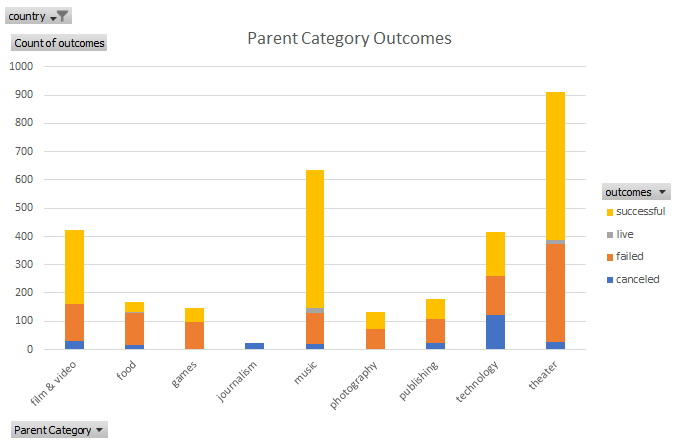 country
Count of outcomes
Parent Category Outcomes
1000
900
800
700
600
500
400
300
200
100
0
film & video
food
games
journalism
music
photography
publishing
technology
theater
outcomes
successful
live
failed
canceled
Parent Category